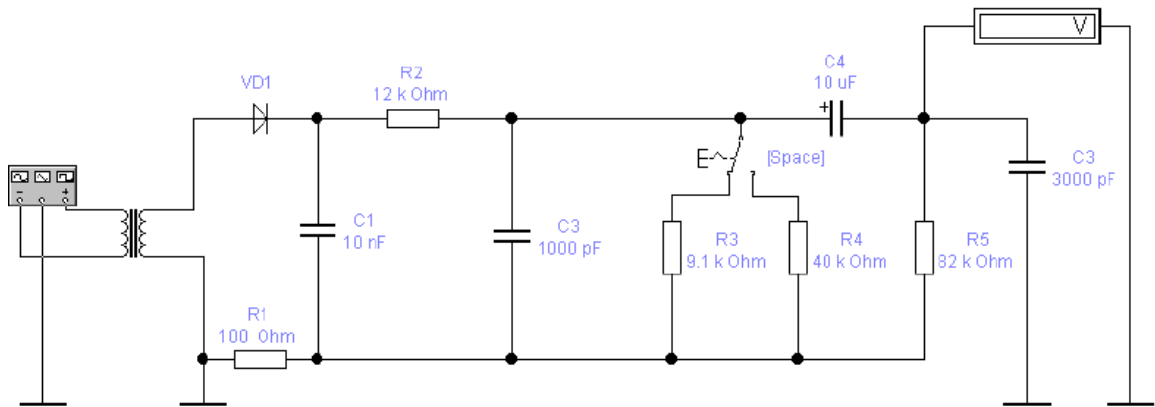 V
C4
10 uF
R2
12 k Ohm
VD1
+
E
[Space]
C3
3000 pF
- +
C1
10 nF
C3
1000 pF
R3
9.1 k Ohm
R4
40 k Ohm
R5
82 k Ohm
R1
100 Ohm